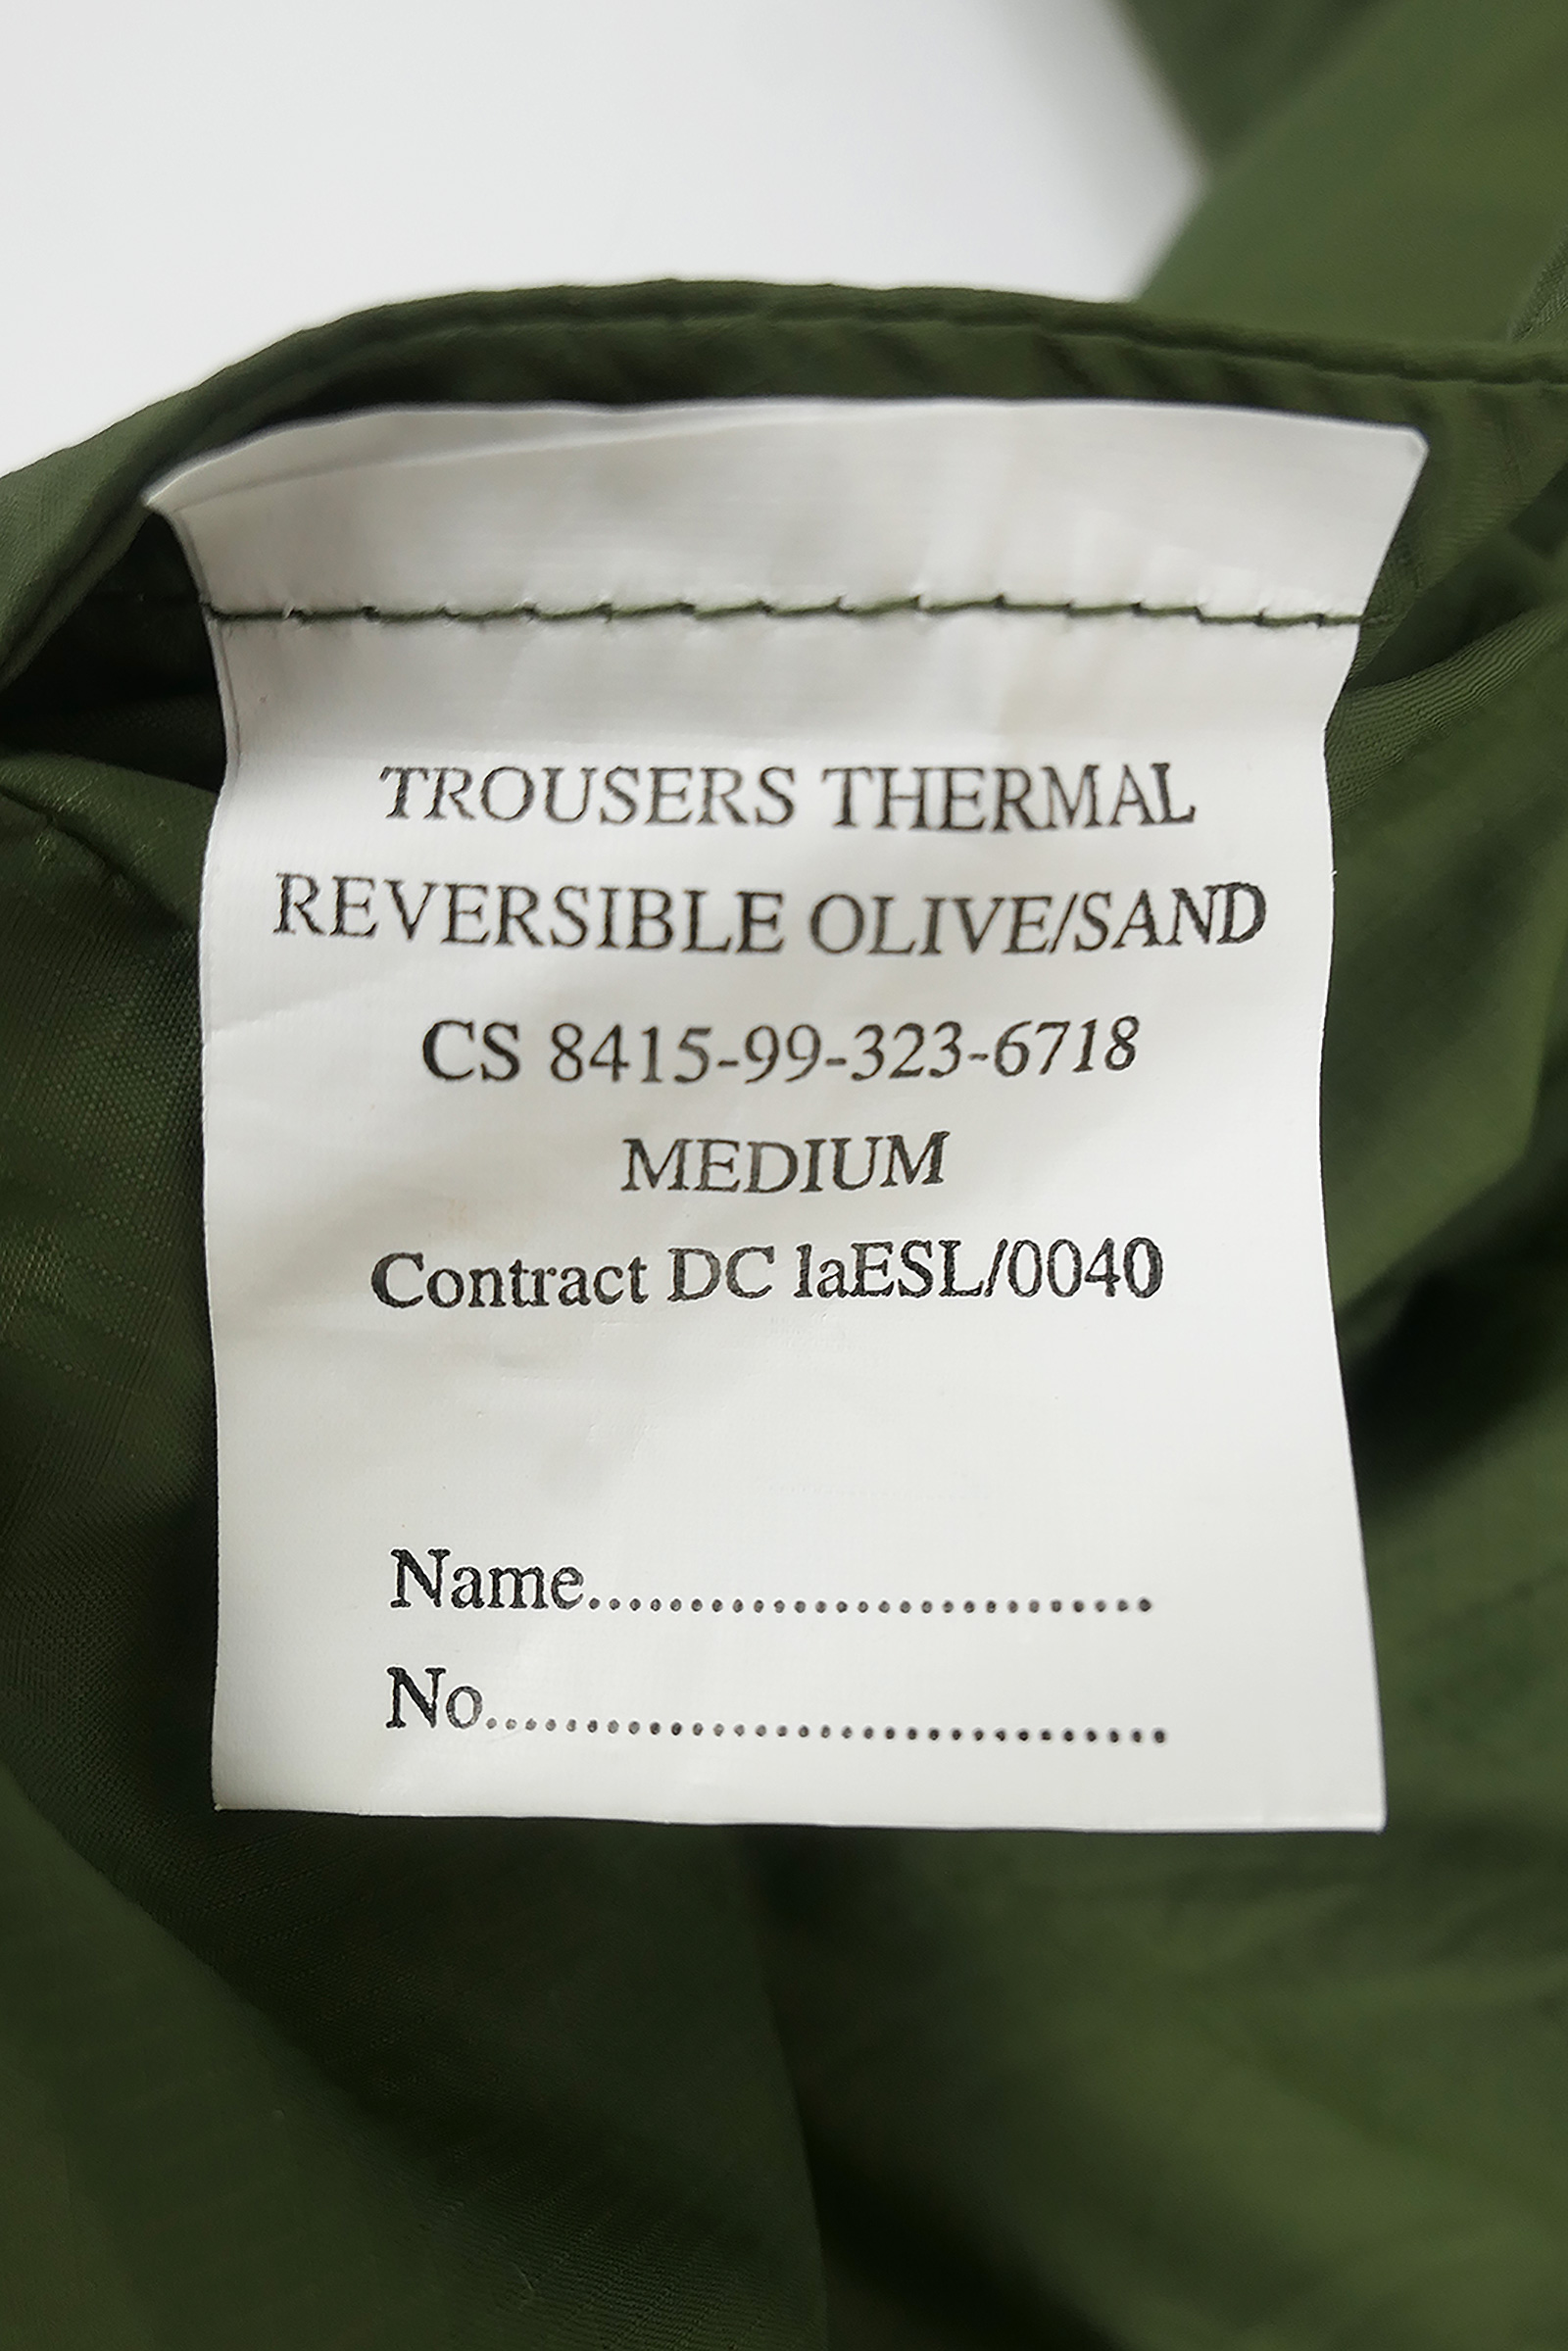 TROUSERS THERMAL
REVERSIBLE OLIVE/SAND
CS 8415-99-323-6718
MEDIUM
Contract DC laESL/0040
Name............................
No.................................